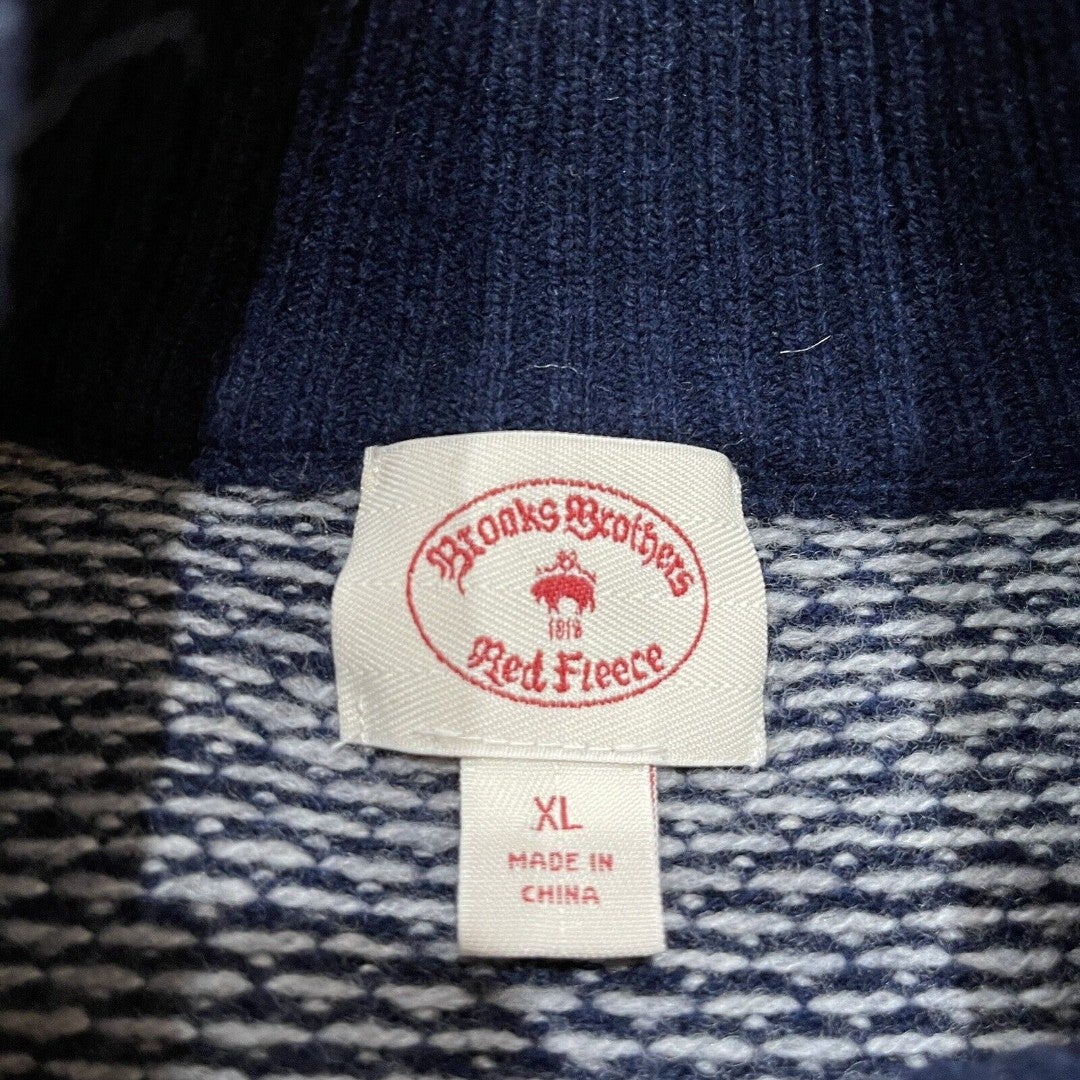 Brooks Brothers
1818
Red Fleece
XL
MADE IN
CHINA